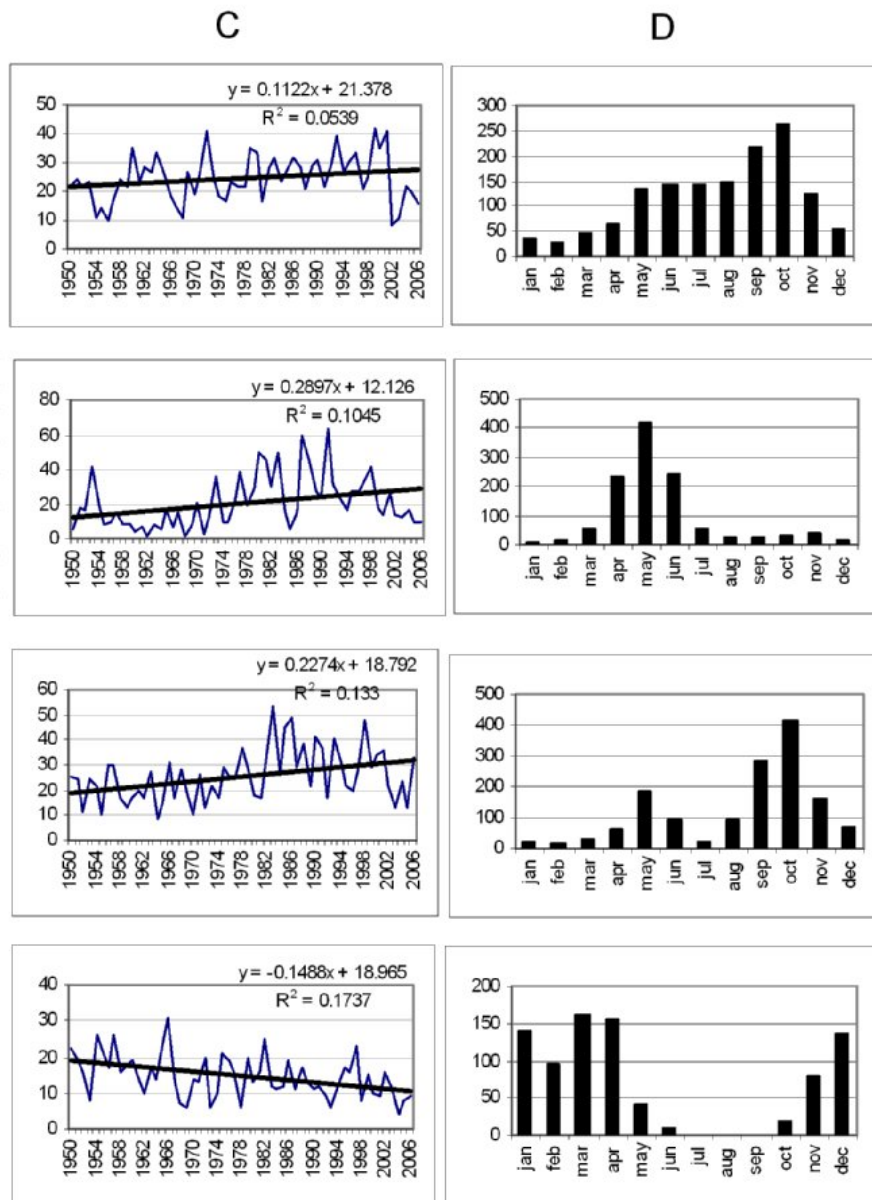 C
D
y = 0.1122x + 21.378
R² = 0.0539
50
40
30
20
10
0
1950 1954 1958 1962 1966 1970 1974 1978 1982 1986 1990 1994 1998 2002 2006
300
250
200
150
100
50
0
jan feb mar apr may jun jul aug sep oct nov dec
y = 0.2897x + 12.126
R² = 0.1045
80
60
40
20
0
1950 1954 1958 1962 1966 1970 1974 1978 1982 1986 1990 1994 1998 2002 2006
500
400
300
200
100
0
jan feb mar apr may jun jul aug sep oct nov dec
y = 0.2274x + 18.792
R² = 0.133
60
50
40
30
20
10
0
1950 1954 1958 1962 1966 1970 1974 1978 1982 1986 1990 1994 1998 2002 2006
500
400
300
200
100
0
jan feb mar apr may jun jul aug sep oct nov dec
y = -0.1488x + 18.965
R² = 0.1737
40
30
20
10
0
1950 1954 1958 1962 1966 1970 1974 1978 1982 1986 1990 1994 1998 2002 2006
200
150
100
50
0
jan feb mar apr may jun jul aug sep oct nov dec